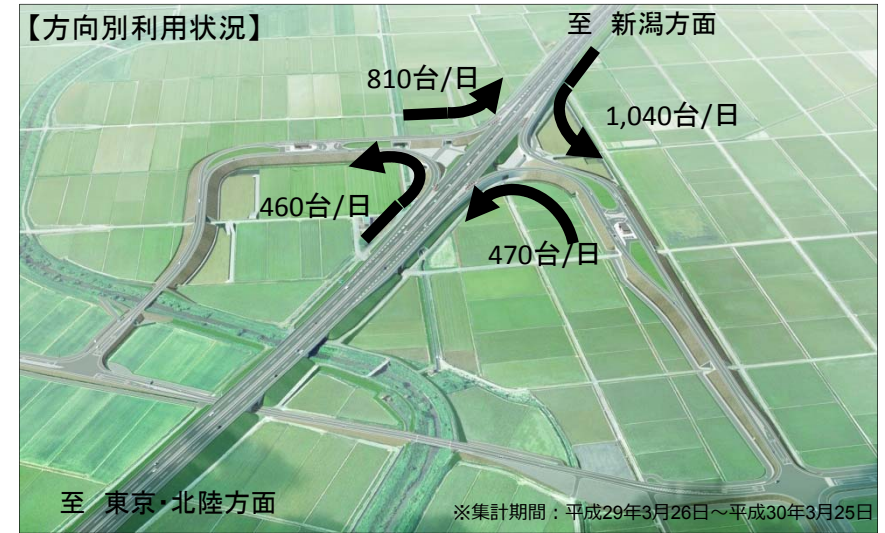 【方向別利用状況】
至 新潟方面
810台/日
1,040台/日
460台/日
470台/日
至 東京・北陸方面
※集計期間：平成29年3月26日～平成30年3月25日